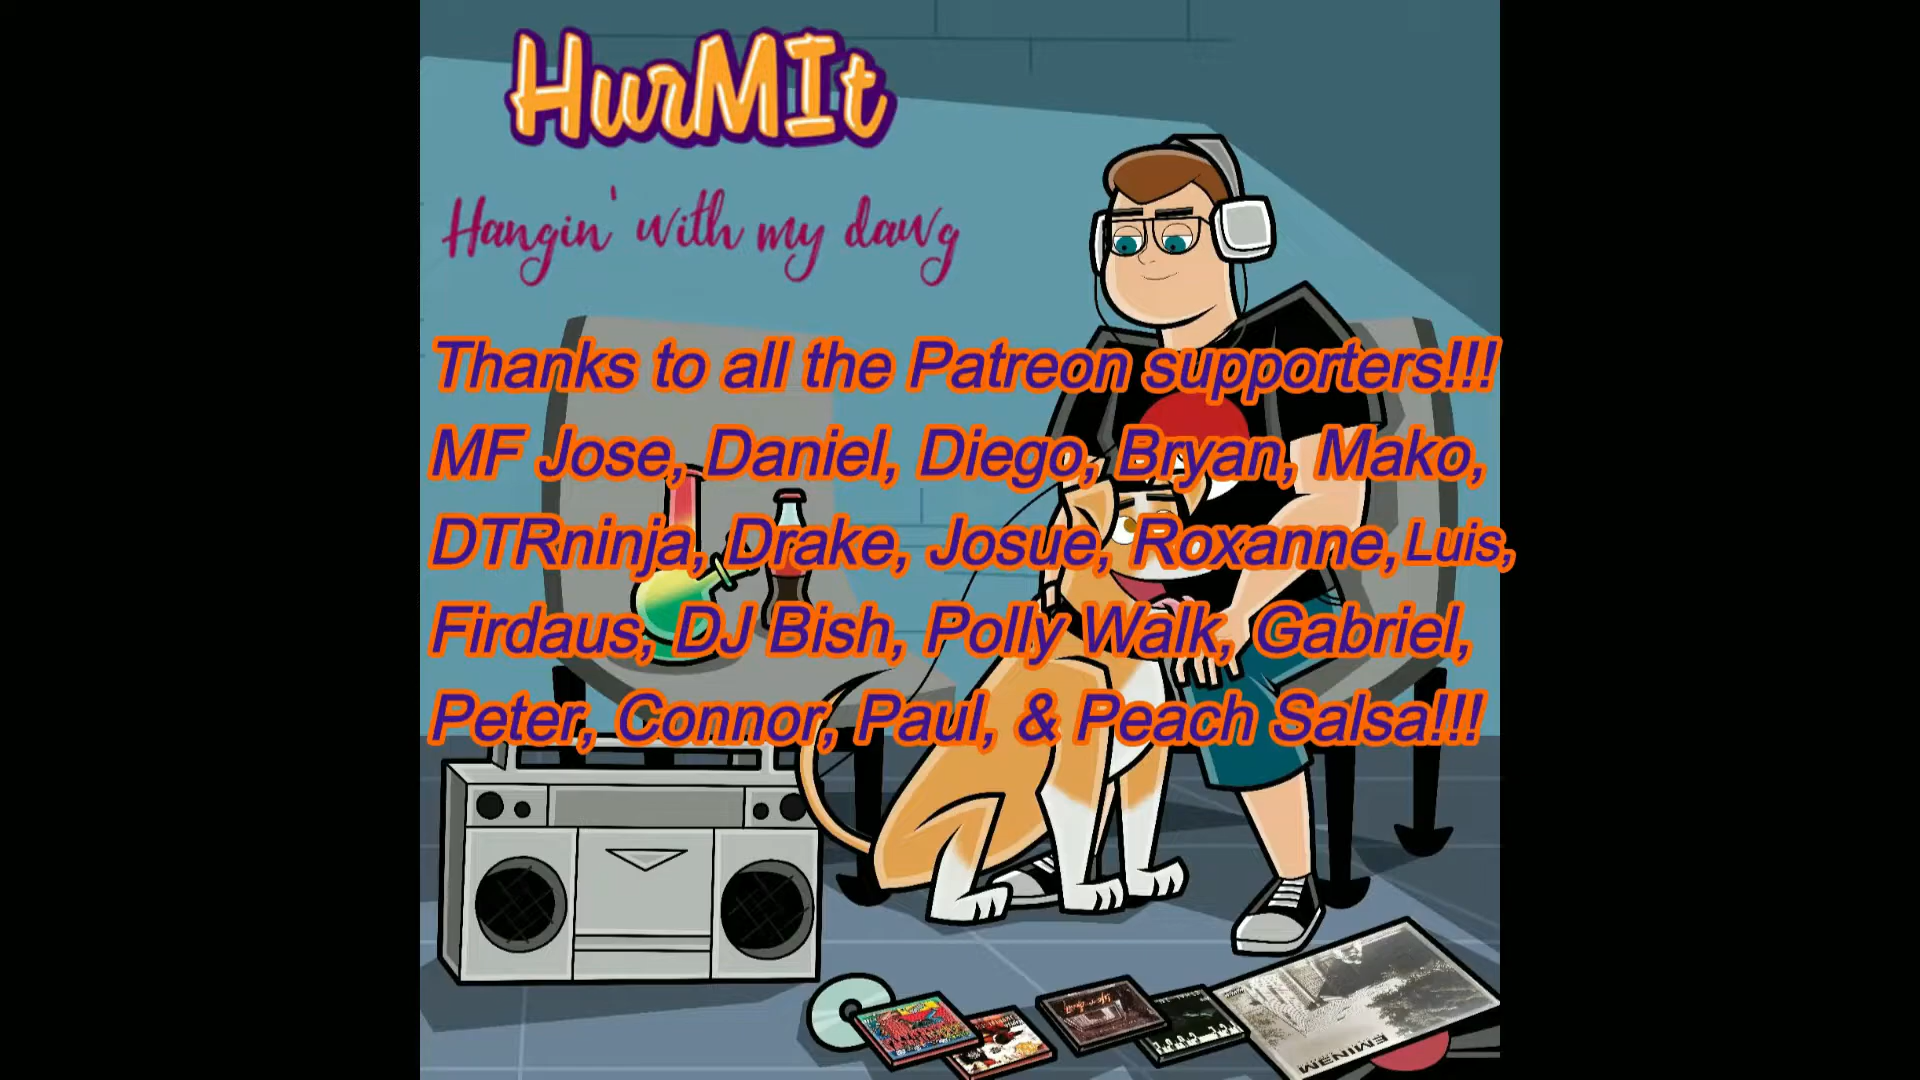 HurMIt
Hangin' with my dawg
Thanks to all the Patreon supporters!!!
MF Jose, Daniel, Diego, Bryan, Mako,
DTRninja, Drake, Josue, Roxanne, Luis,
Firdaus, DJ Bish, Polly Walk, Gabriel,
Peter, Connor, Paul, & Peach Salsa!!!
EMINEM